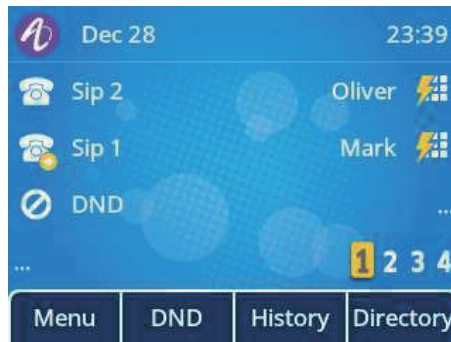 Dec 28 23:39
Sip 2 Oliver
Sip 1 Mark
DND ...
... 1 2 3 4
Menu DND History Directory